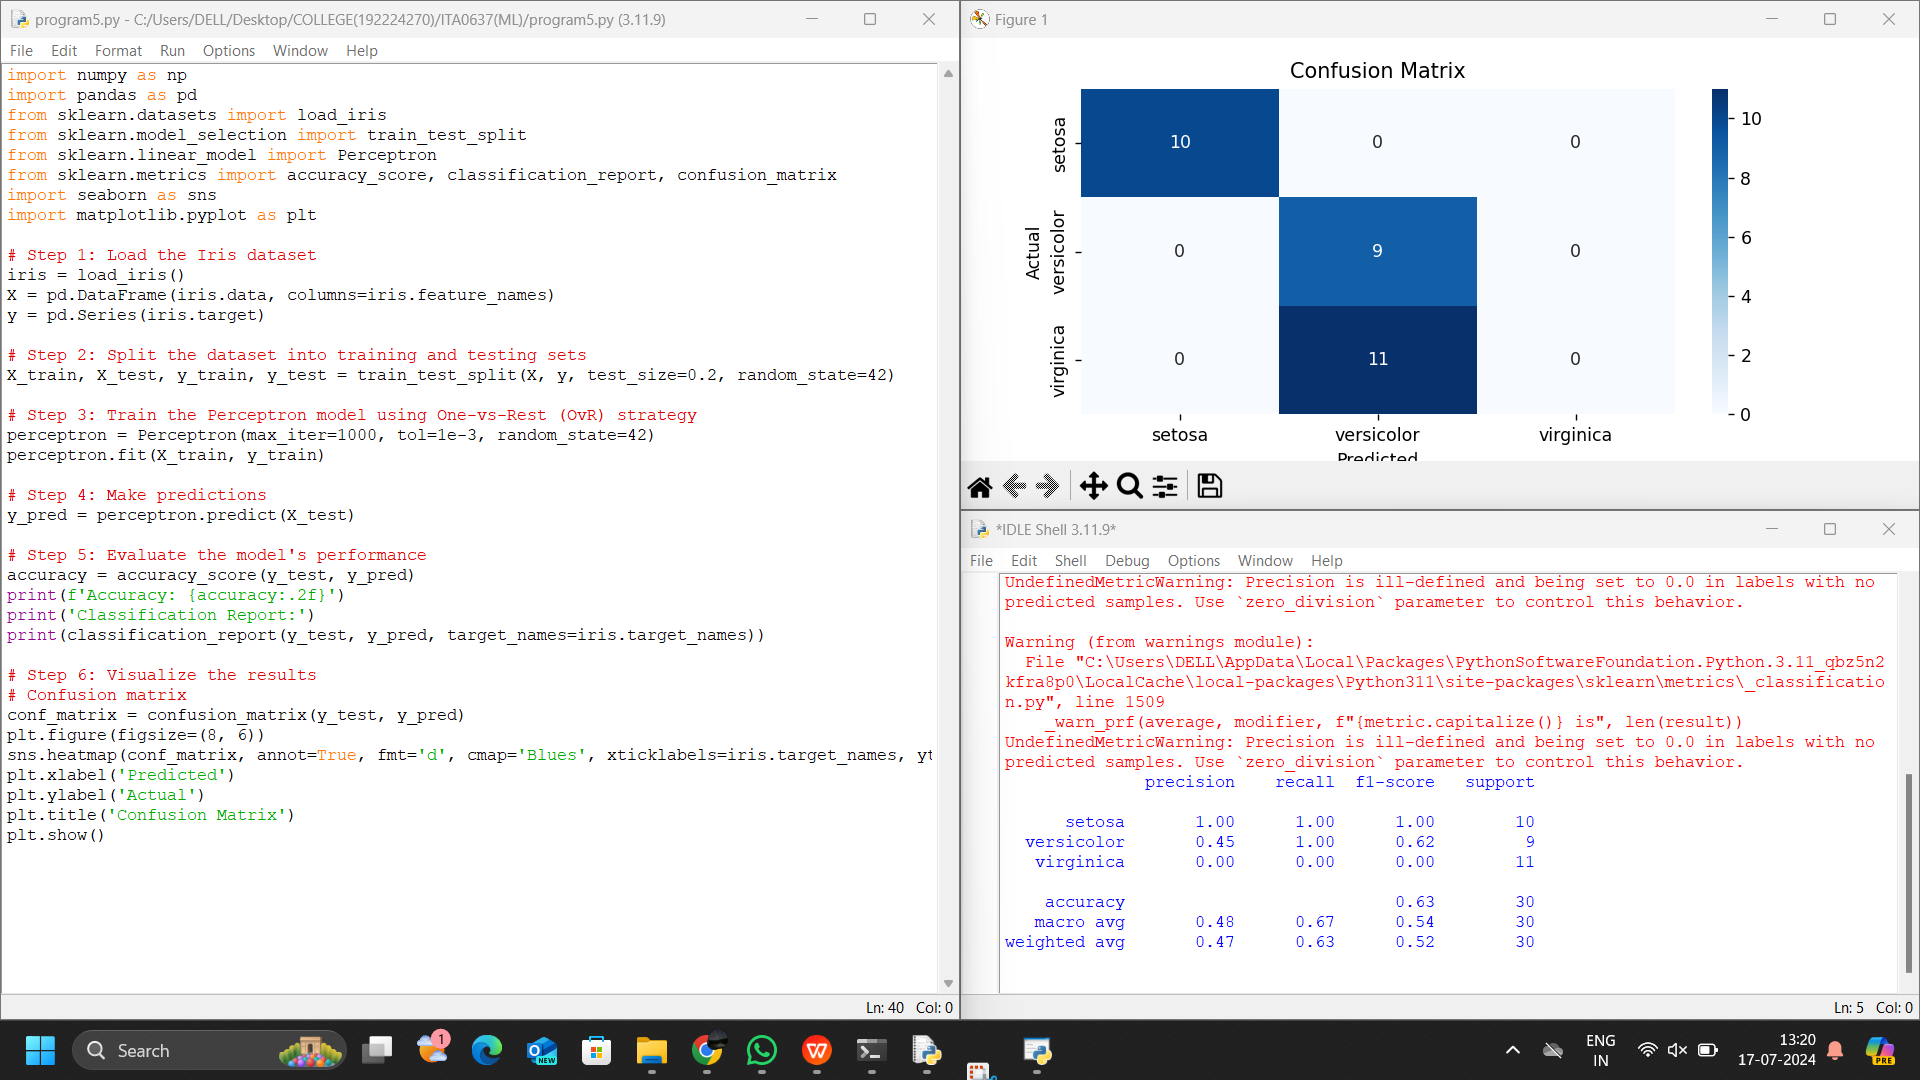 program5.py - C:/Users/DELL/Desktop/COLLEGE(192224270)/ITA0637(ML)/program5.py (3.11.9)
File Edit Format Run Options Window Help
import numpy as np
import pandas as pd
from sklearn.datasets import load_iris
from sklearn.model_selection import train_test_split
from sklearn.linear_model import Perceptron
from sklearn.metrics import accuracy_score, classification_report, confusion_matrix
import seaborn as sns
import matplotlib.pyplot as plt
# Step 1: Load the Iris dataset
iris = load_iris()
X = pd.DataFrame(iris.data, columns=iris.feature_names)
y = pd.Series(iris.target)
# Step 2: Split the dataset into training and testing sets
X_train, X_test, y_train, y_test = train_test_split(X, y, test_size=0.2, random_state=42)
# Step 3: Train the Perceptron model using One-vs-Rest (OvR) strategy
perceptron = Perceptron(max_iter=1000, tol=1e-3, random_state=42)
perceptron.fit(X_train, y_train)
# Step 4: Make predictions
y_pred = perceptron.predict(X_test)
# Step 5: Evaluate the model's performance
accuracy = accuracy_score(y_test, y_pred)
print(f'Accuracy: {accuracy:.2f}')
print('Classification Report:')
print(classification_report(y_test, y_pred, target_names=iris.target_names))
# Step 6: Visualize the results
# Confusion matrix
conf_matrix = confusion_matrix(y_test, y_pred)
plt.figure(figsize=(8, 6))
sns.heatmap(conf_matrix, annot=True, fmt='d', cmap='Blues', xticklabels=iris.target_names, yt
plt.xlabel('Predicted')
plt.ylabel('Actual')
plt.title('Confusion Matrix')
plt.show()
Ln: 40 Col: 0
Figure 1
Confusion Matrix
setosa 10 0 0
versicolor 0 9 0
virginica 0 11 0
Actual
setosa versicolor virginica
Predicted
10
8
6
4
2
0
*IDLE Shell 3.11.9*
File Edit Shell Debug Options Window Help
UndefinedMetricWarning: Precision is ill-defined and being set to 0.0 in labels with no
predicted samples. Use `zero_division` parameter to control this behavior.
Warning (from warnings module):
File "C:\Users\DELL\AppData\Local\Packages\PythonSoftwareFoundation.Python.3.11_qbz5n2
kfra8p0\LocalCache\local-packages\Python311\site-packages\sklearn\metrics\_classificatio
n.py", line 1509
_warn_prf(average, modifier, f"{metric.capitalize()} is", len(result))
UndefinedMetricWarning: Precision is ill-defined and being set to 0.0 in labels with no
predicted samples. Use `zero_division` parameter to control this behavior.
precision recall f1-score support
setosa 1.00 1.00 1.00 10
versicolor 0.45 1.00 0.62 9
virginica 0.00 0.00 0.00 11
accuracy 0.63 30
macro avg 0.48 0.67 0.54 30
weighted avg 0.47 0.63 0.52 30
Ln: 5 Col: 0
Search
1
NEW
ENG
IN
13:20
17-07-2024
PRE